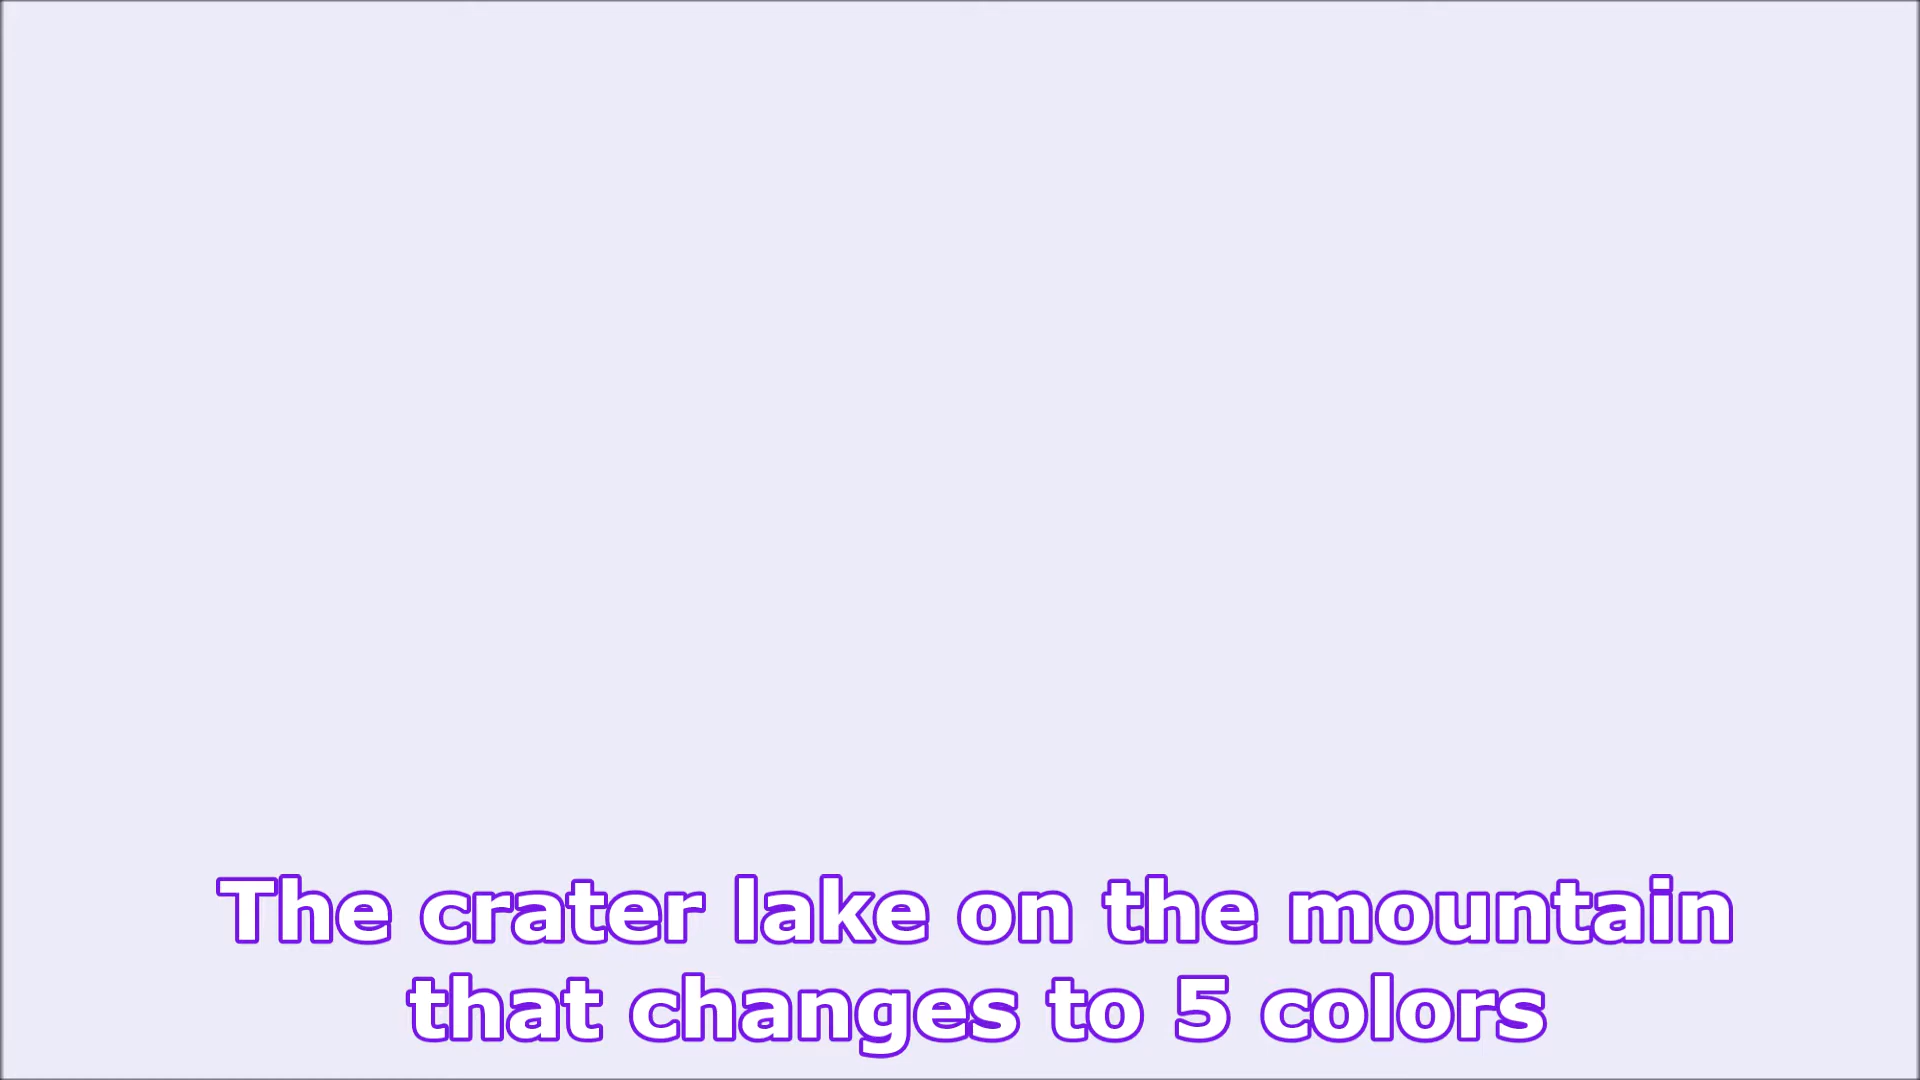 The crater lake on the mountain
that changes to 5 colors